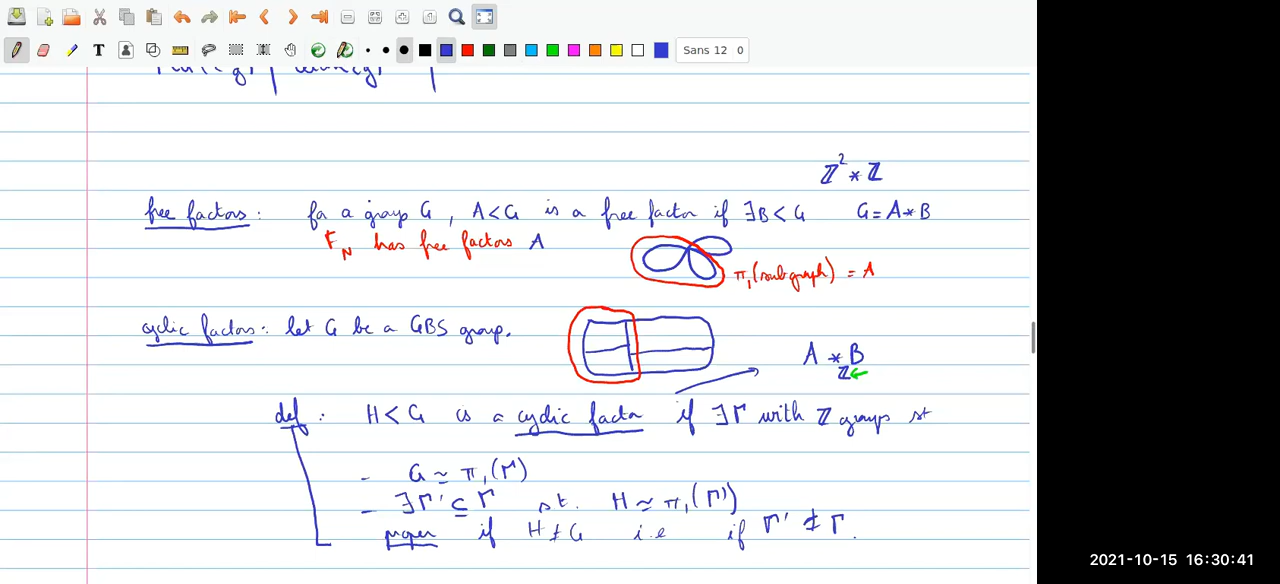 Sans 12 0
ℤ² * ℤ
free factors : for a group G, A<G is a free factor if ∃B<G G=A*B
F_N has free factors A
π₁(subgraph) = A
cyclic factors : let G be a GBS group.
A *_ℤ B
def : H<G is a cyclic factor if ∃Γ with ℤ groups st
- G ≃ π₁(Γ)
- ∃Γ' ⊆ Γ st. H ≃ π₁(Γ')
proper if H≠G i.e if Γ' ≠ Γ.
2021-10-15 16:30:41